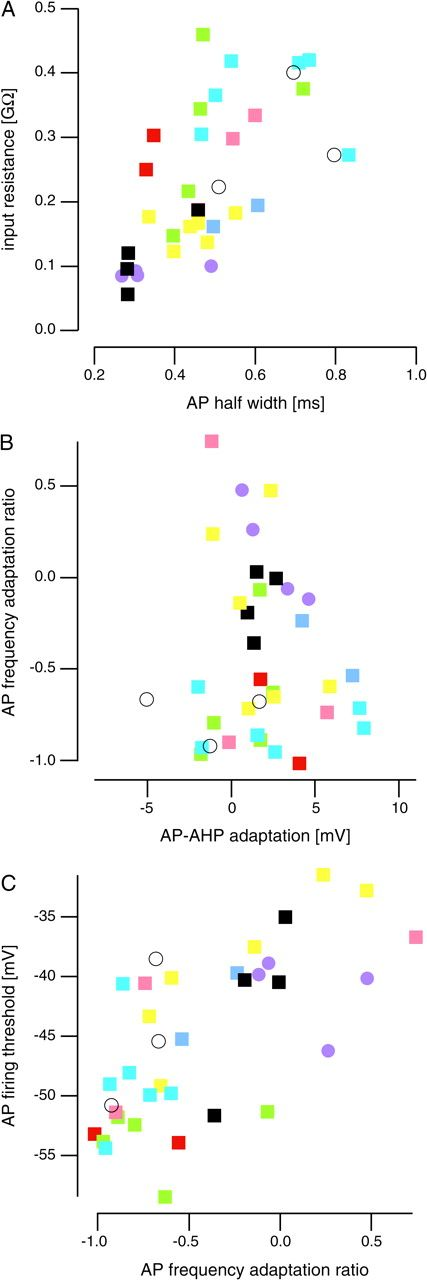 A
0.5
0.4
0.3
0.2
0.1
0.0
input resistance [GΩ]
0.2 0.4 0.6 0.8 1.0
AP half width [ms]
B
0.5
0.0
-0.5
-1.0
AP frequency adaptation ratio
-5 0 5 10
AP-AHP adaptation [mV]
C
-35
-40
-45
-50
-55
AP firing threshold [mV]
-1.0 -0.5 0.0 0.5
AP frequency adaptation ratio